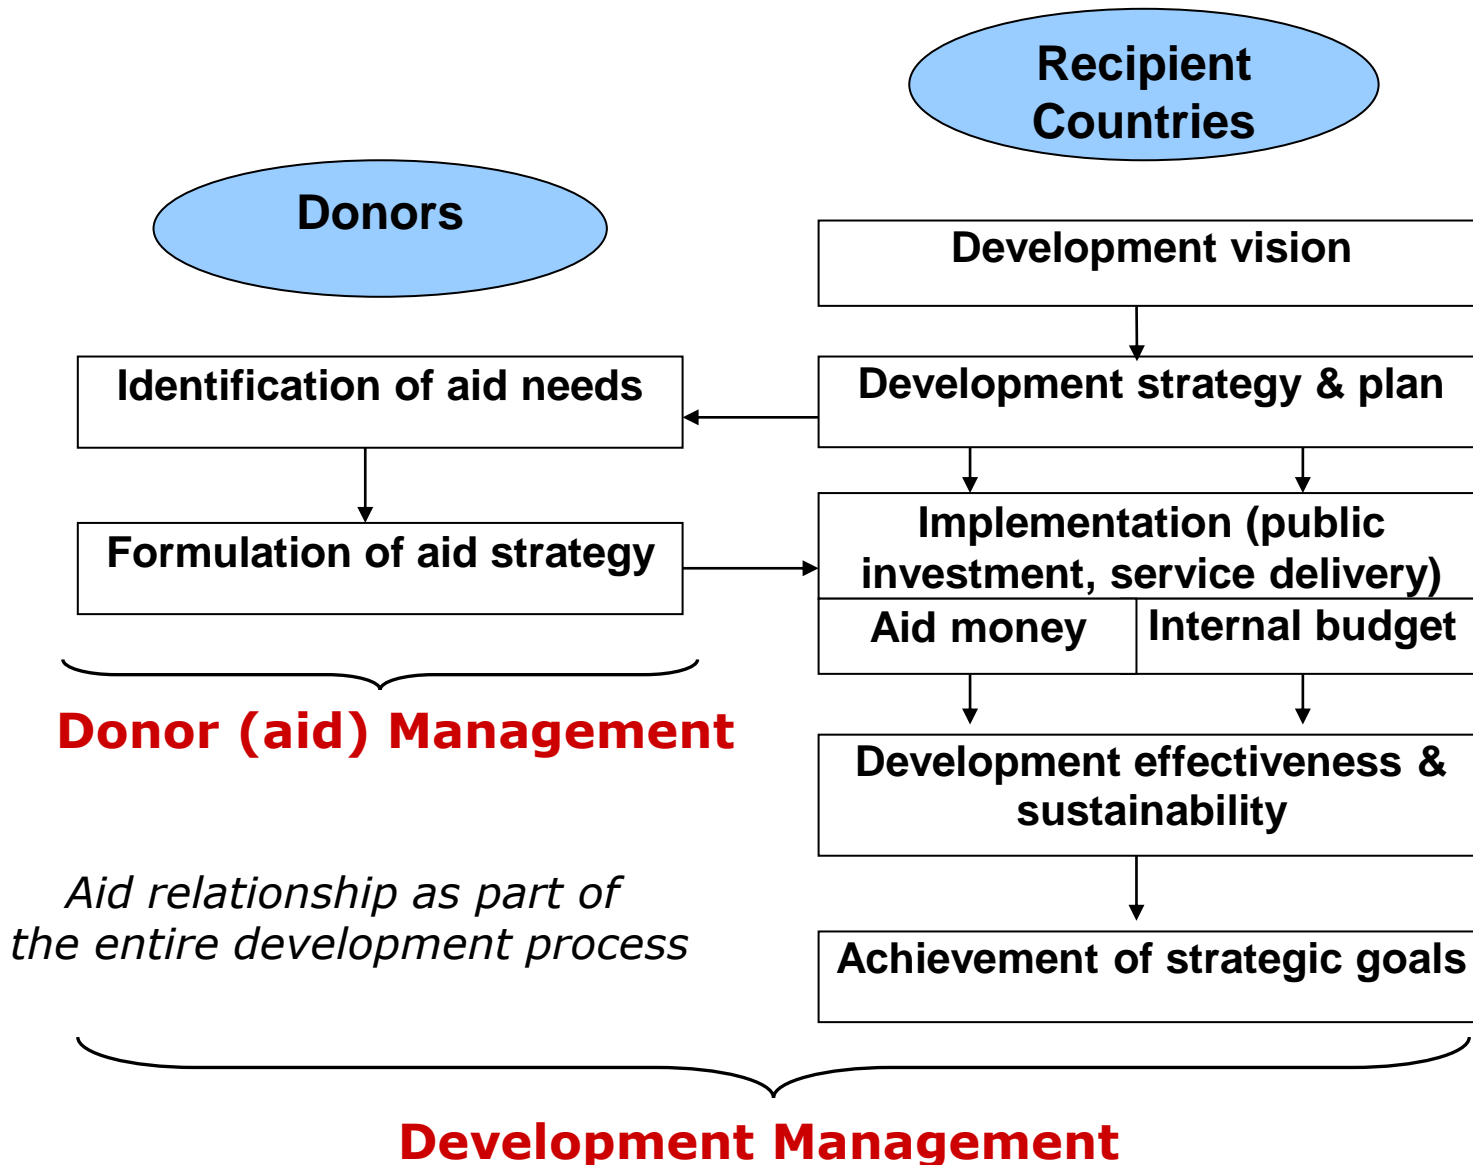 Recipient
Countries
Donors
Development vision
Identification of aid needs
Development strategy & plan
Formulation of aid strategy
Implementation (public
investment, service delivery)
Aid money
Internal budget
Donor (aid) Management
Development effectiveness &
sustainability
Aid relationship as part of
the entire development process
Achievement of strategic goals
Development Management